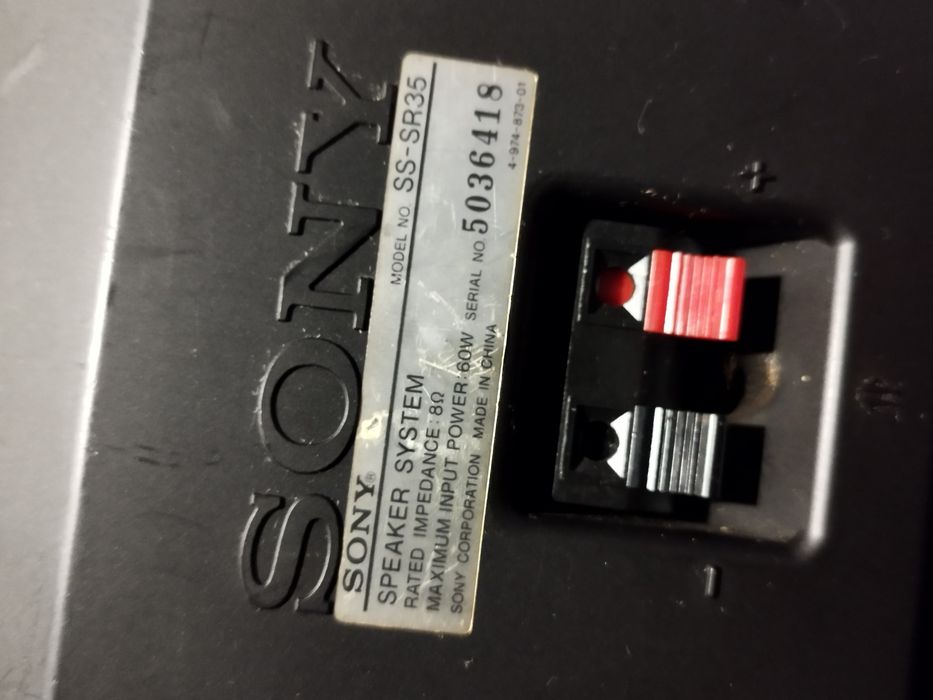 SONY
SONY®
MODEL NO. SS-SR35
SPEAKER SYSTEM
RATED IMPEDANCE: 8Ω
MAXIMUM INPUT POWER: 60W SERIAL NO. 5036418
SONY CORPORATION MADE IN CHINA 4-974-873-01
- +